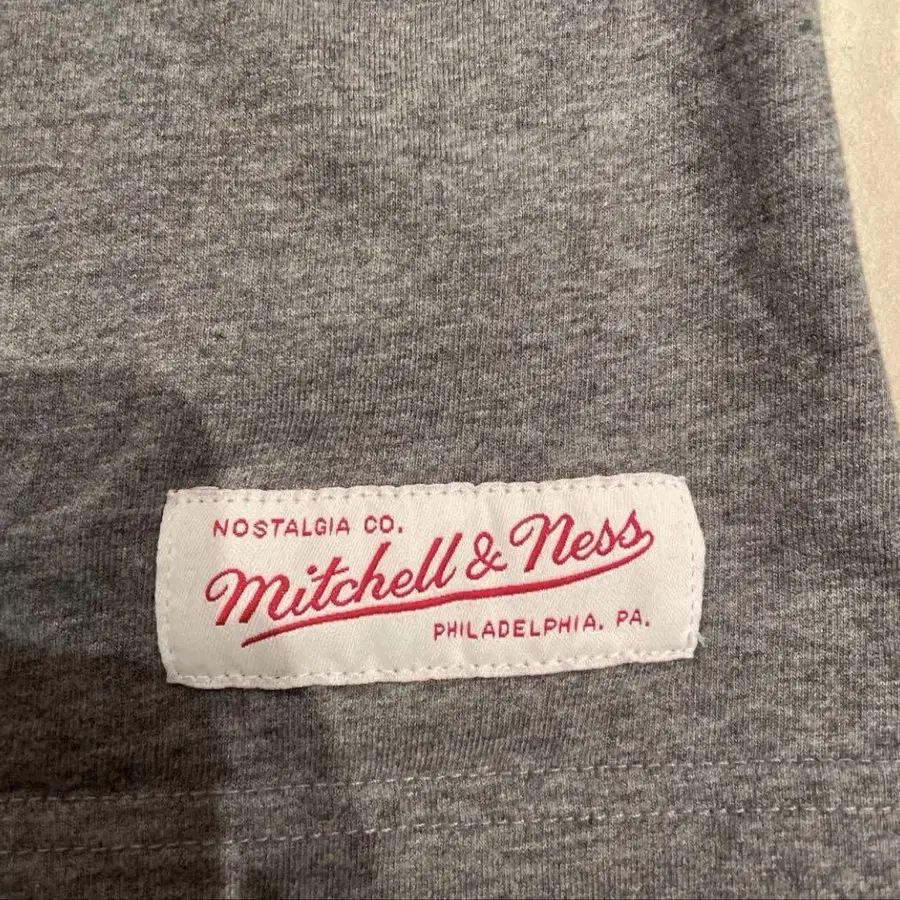 NOSTALGIA CO.
Mitchell & Ness
PHILADELPHIA. PA.